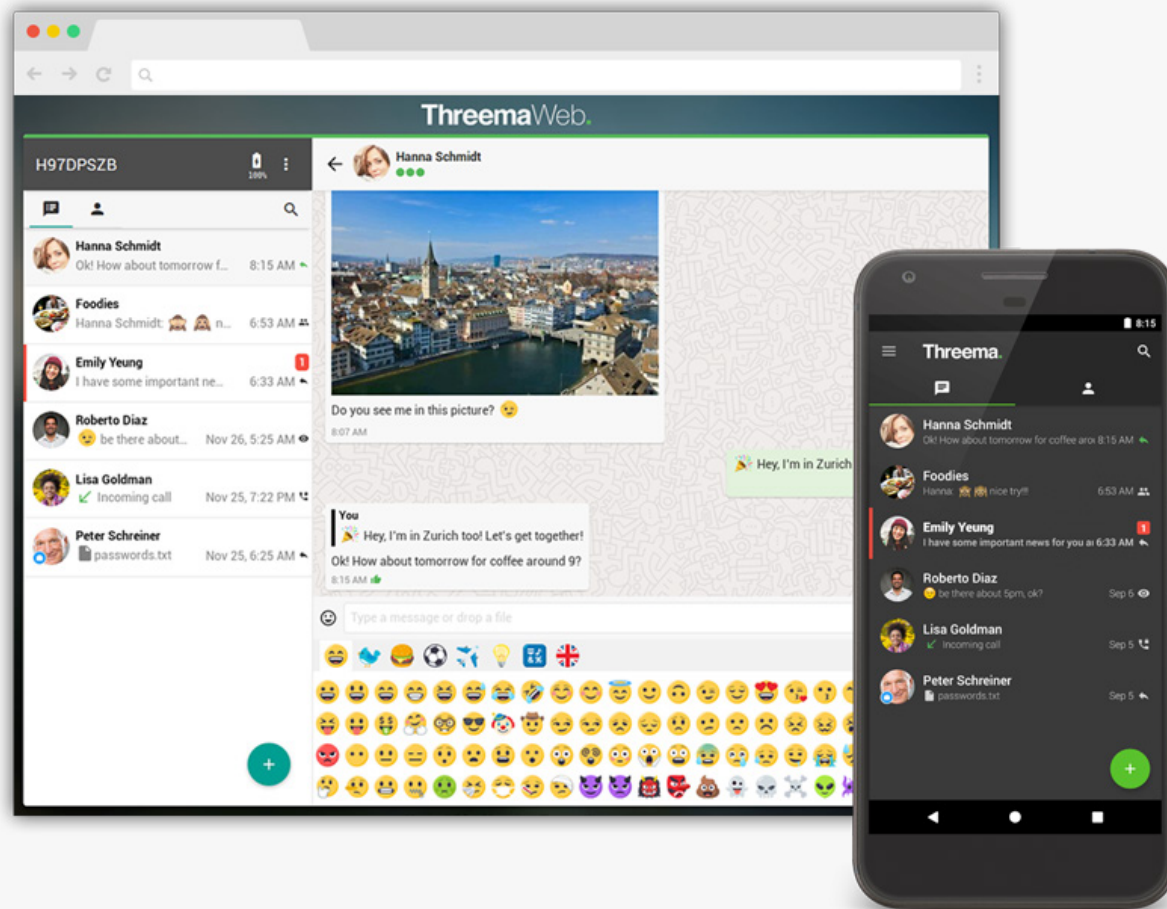 ThreemaWeb.
H97DPSZB
100%
Hanna Schmidt
Ok! How about tomorrow f... 8:15 AM
Foodies
Hanna Schmidt: n... 6:53 AM
Emily Yeung 1
I have some important ne... 6:33 AM
Roberto Diaz
be there about... Nov 26, 5:25 AM
Lisa Goldman
Incoming call Nov 25, 7:22 PM
Peter Schreiner
passwords.txt Nov 25, 6:25 AM
Hanna Schmidt
Do you see me in this picture?
8:07 AM
Hey, I'm in Zurich
You
Hey, I'm in Zurich too! Let's get together!
Ok! How about tomorrow for coffee around 9?
8:15 AM
Type a message or drop a file
8:15
Threema.
Hanna Schmidt
Ok! How about tomorrow for coffee aroı 8:15 AM
Foodies
Hanna: nice try!!! 6:53 AM
Emily Yeung 1
I have some important news for you aı 6:33 AM
Roberto Diaz
be there about 5pm, ok? Sep 6
Lisa Goldman
Incoming call Sep 5
Peter Schreiner
passwords.txt Sep 5